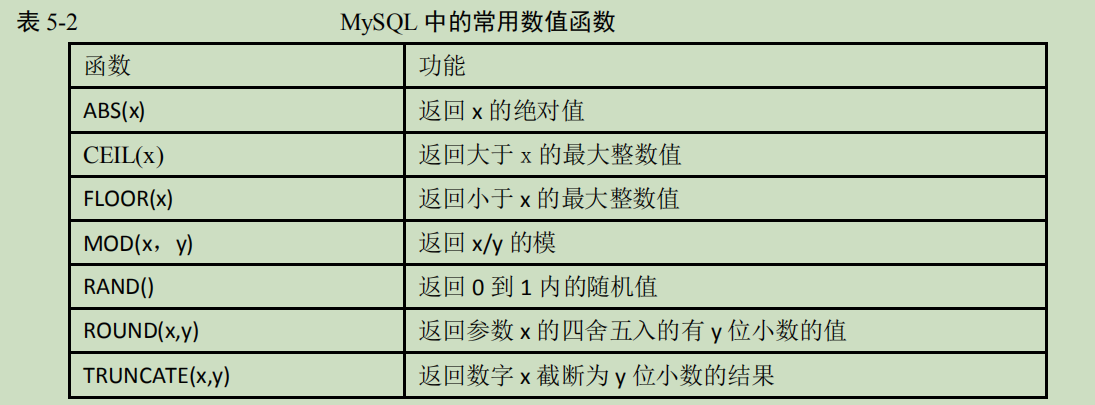 表 5-2 MySQL 中的常用数值函数
函数 功能
ABS(x) 返回 x 的绝对值
CEIL(x) 返回大于 x 的最大整数值
FLOOR(x) 返回小于 x 的最大整数值
MOD(x，y) 返回 x/y 的模
RAND() 返回 0 到 1 内的随机值
ROUND(x,y) 返回参数 x 的四舍五入的有 y 位小数的值
TRUNCATE(x,y) 返回数字 x 截断为 y 位小数的结果